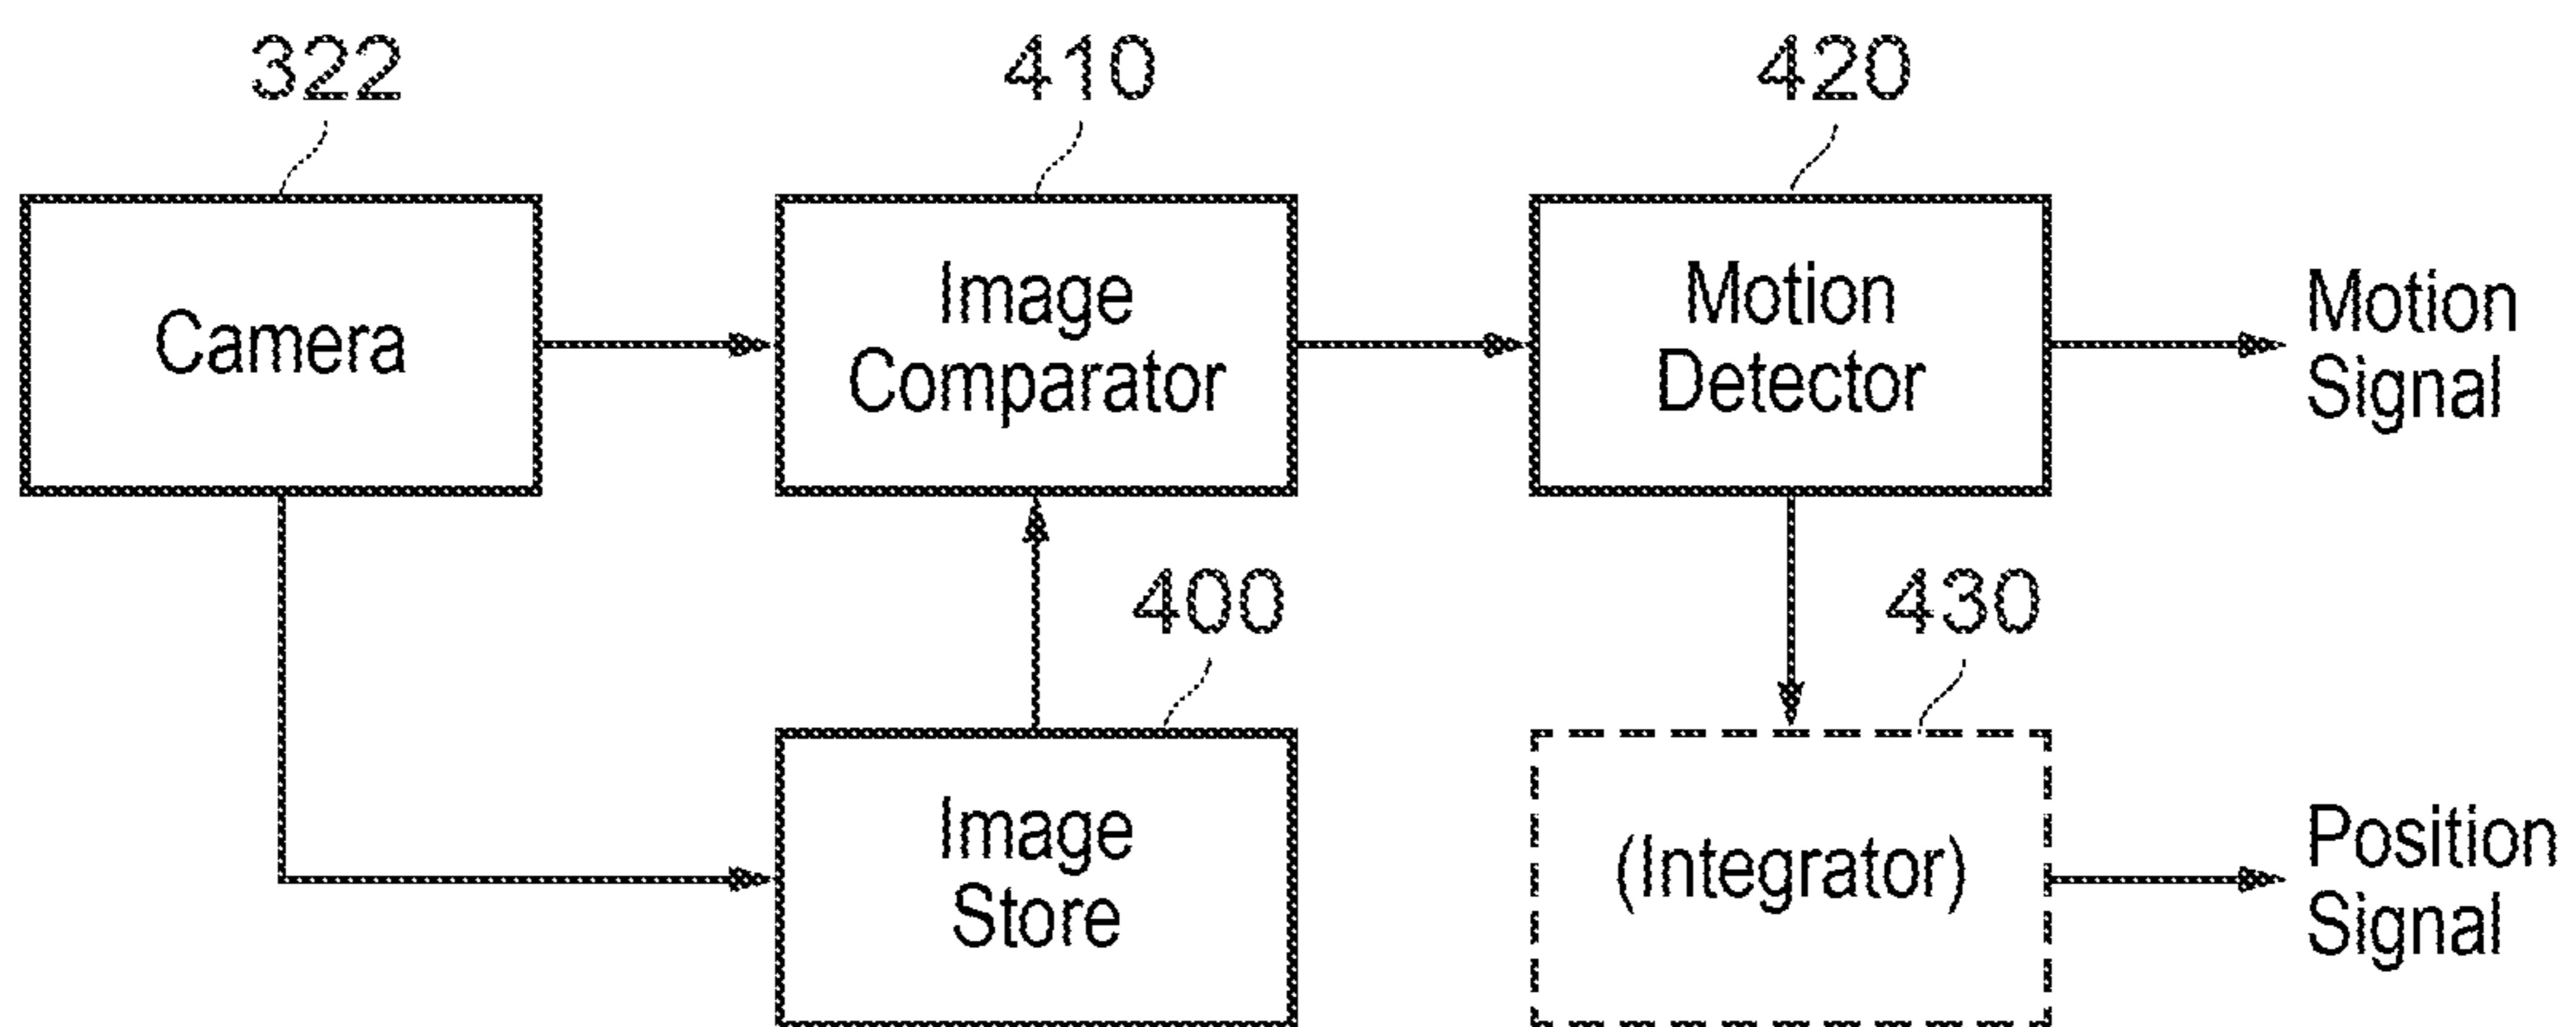 322
410
420
Camera
Image
Comparator
Motion
Detector
Motion
Signal
400
430
Image
Store
(Integrator)
Position
Signal